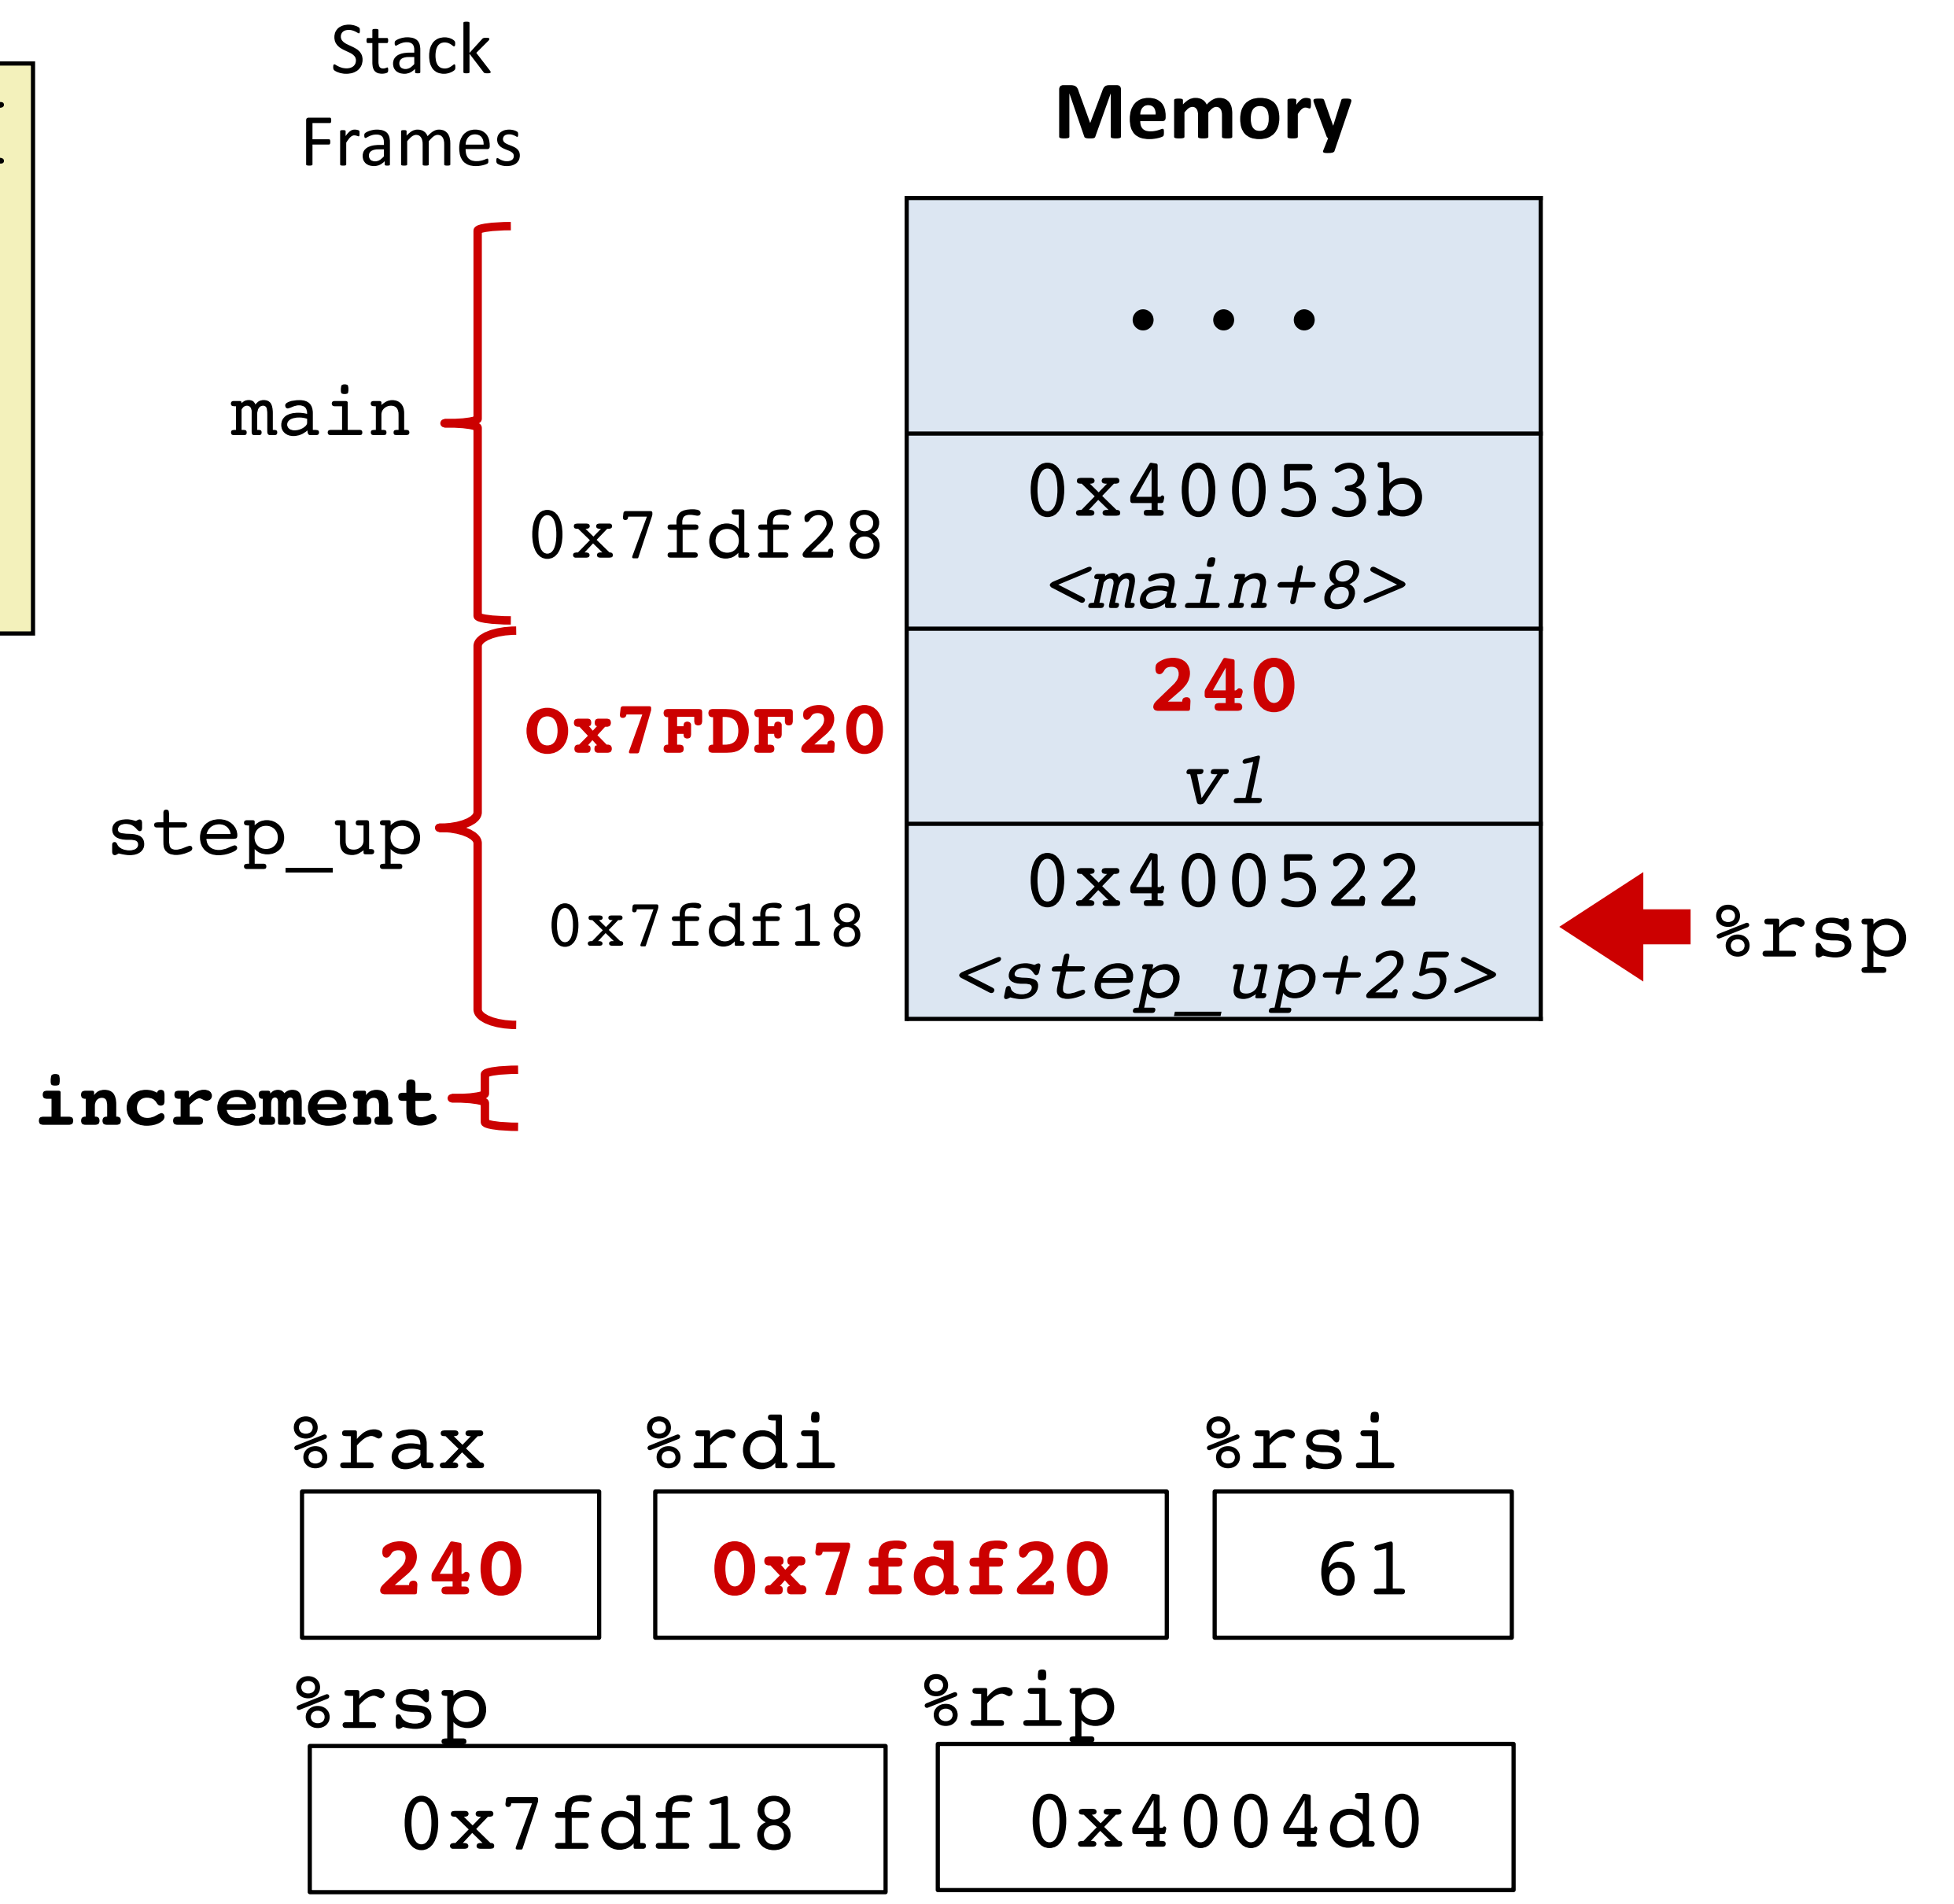 Stack
Frames
Memory
• • •
main
0x40053b
0x7fdf28
<main+8>
240
0x7FDF20
v1
step_up
0x400522
0x7fdf18
%rsp
<step_up+25>
increment
%rax %rdi %rsi
240 0x7fdf20 61
%rsp %rip
0x7fdf18 0x4004d0